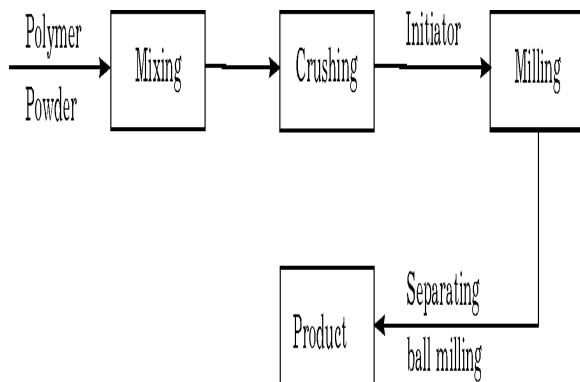 Polymer
Powder
Mixing
Crushing
Initiator
Milling
Separating
ball milling
Product